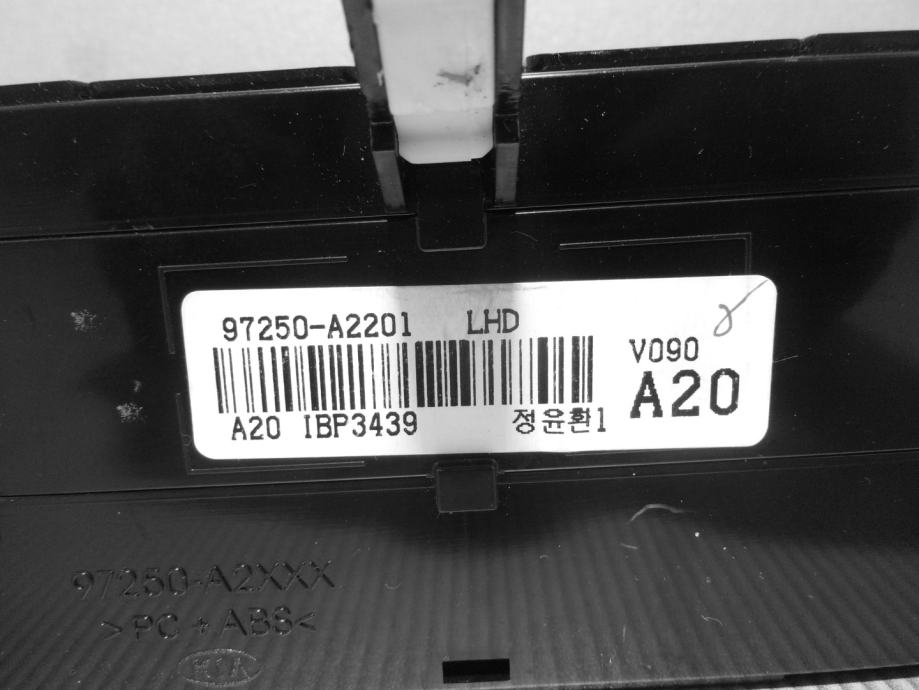 97250-A2201 LHD
V090
A20
A20 IBP3439 정윤환1
97250-A2XXX
>PC + ABS<
KIA